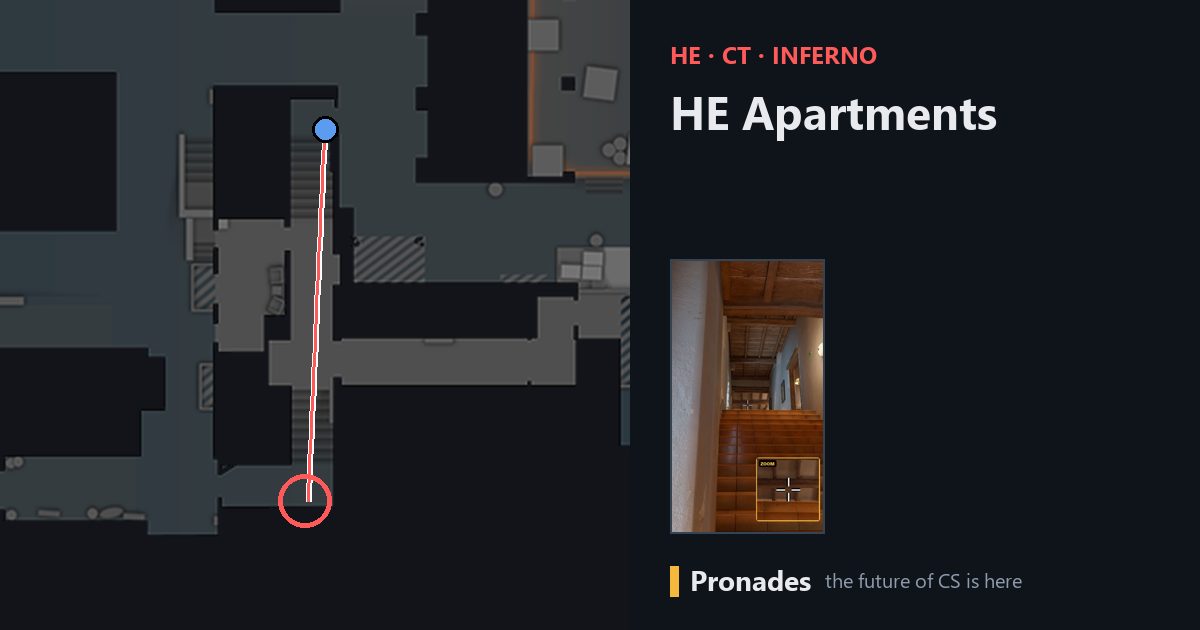 HE · CT · INFERNO
HE Apartments
ZOOM
Pronades the future of CS is here